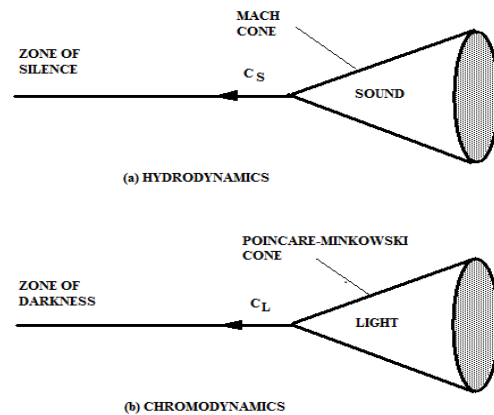 MACH
CONE
ZONE OF
SILENCE
C S
SOUND
(a) HYDRODYNAMICS
POINCARE-MINKOWSKI
CONE
ZONE OF
DARKNESS
C L
LIGHT
(b) CHROMODYNAMICS